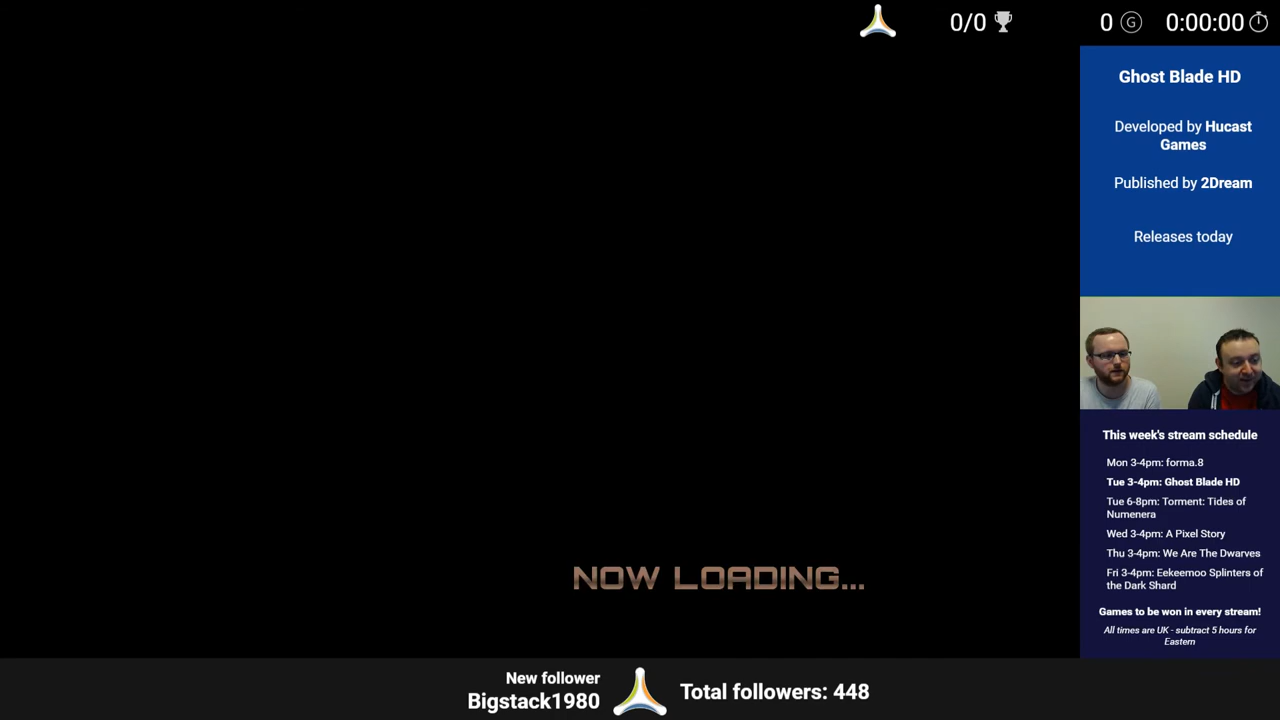 0/0
0 G 0:00:00
Ghost Blade HD
Developed by Hucast
Games
Published by 2Dream
Releases today
This week's stream schedule
Mon 3-4pm: forma.8
Tue 3-4pm: Ghost Blade HD
Tue 6-8pm: Torment: Tides of
Numenera
Wed 3-4pm: A Pixel Story
Thu 3-4pm: We Are The Dwarves
Fri 3-4pm: Eekeemoo Splinters of
the Dark Shard
Games to be won in every stream!
All times are UK - subtract 5 hours for
Eastern
NOW LOADING...
New follower
Bigstack1980
Total followers: 448